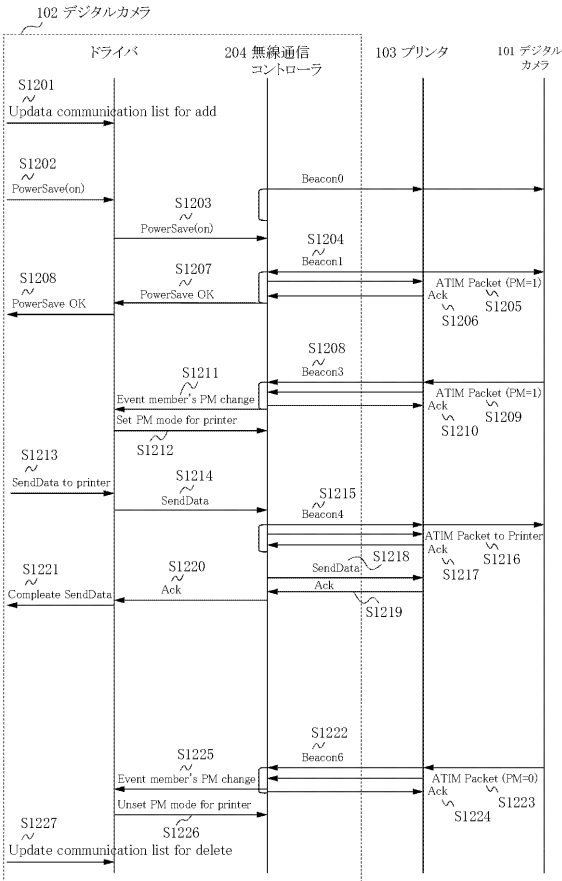 102 デジタルカメラ
ドライバ
204 無線通信
コントローラ
103 プリンタ
101 デジタル
カメラ
S1201
Updata communication list for add
S1202
PowerSave(on)
Beacon0
S1203
PowerSave(on)
S1204
Beacon1
S1207
PowerSave OK
S1208
PowerSave OK
ATIM Packet (PM=1)
Ack
S1205
S1206
S1208
Beacon3
S1211
Event member's PM change
ATIM Packet (PM=1)
Ack
S1209
S1210
Set PM mode for printer
S1212
S1213
SendData to printer
S1214
SendData
S1215
Beacon4
ATIM Packet to Printer
Ack
S1216
S1217
S1218
SendData
S1220
Ack
Ack
S1219
S1221
Compleate SendData
S1222
Beacon6
S1225
Event member's PM change
ATIM Packet (PM=0)
Ack
S1223
S1224
Unset PM mode for printer
S1226
S1227
Update communication list for delete